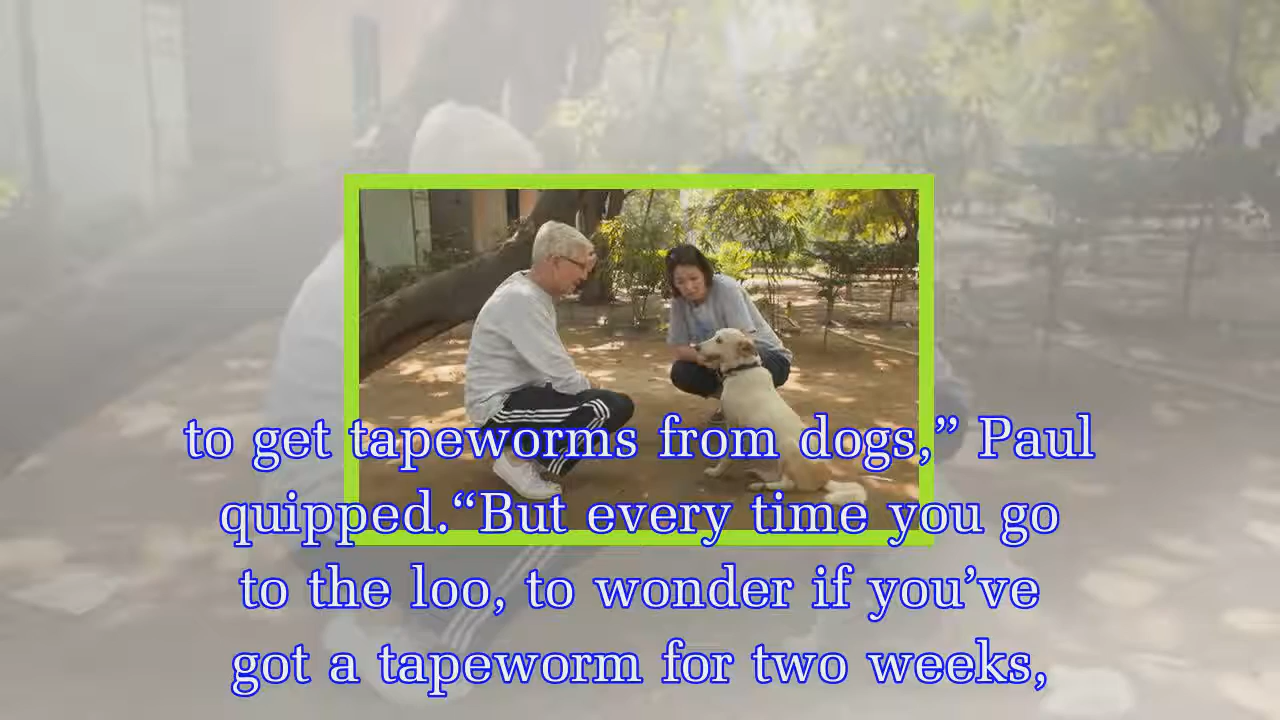 to get tapeworms from dogs,” Paul
quipped.“But every time you go
to the loo, to wonder if you’ve
got a tapeworm for two weeks,